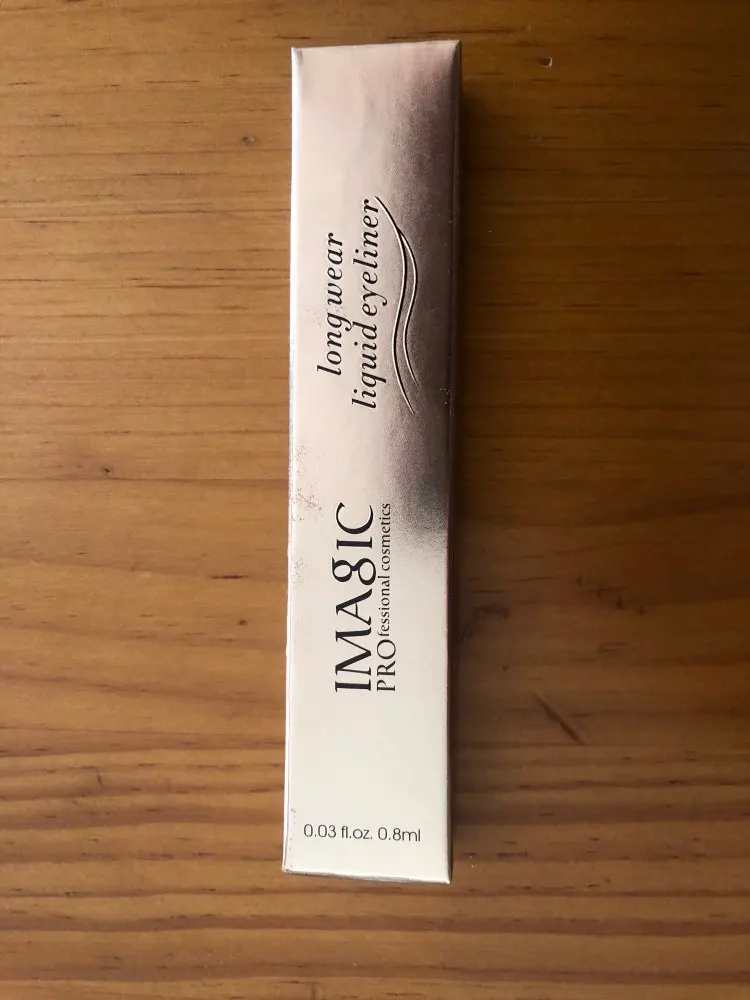 long wear
liquid eyeliner
IMAgIC
PROfessional cosmetics
0.03 fl.oz. 0.8ml